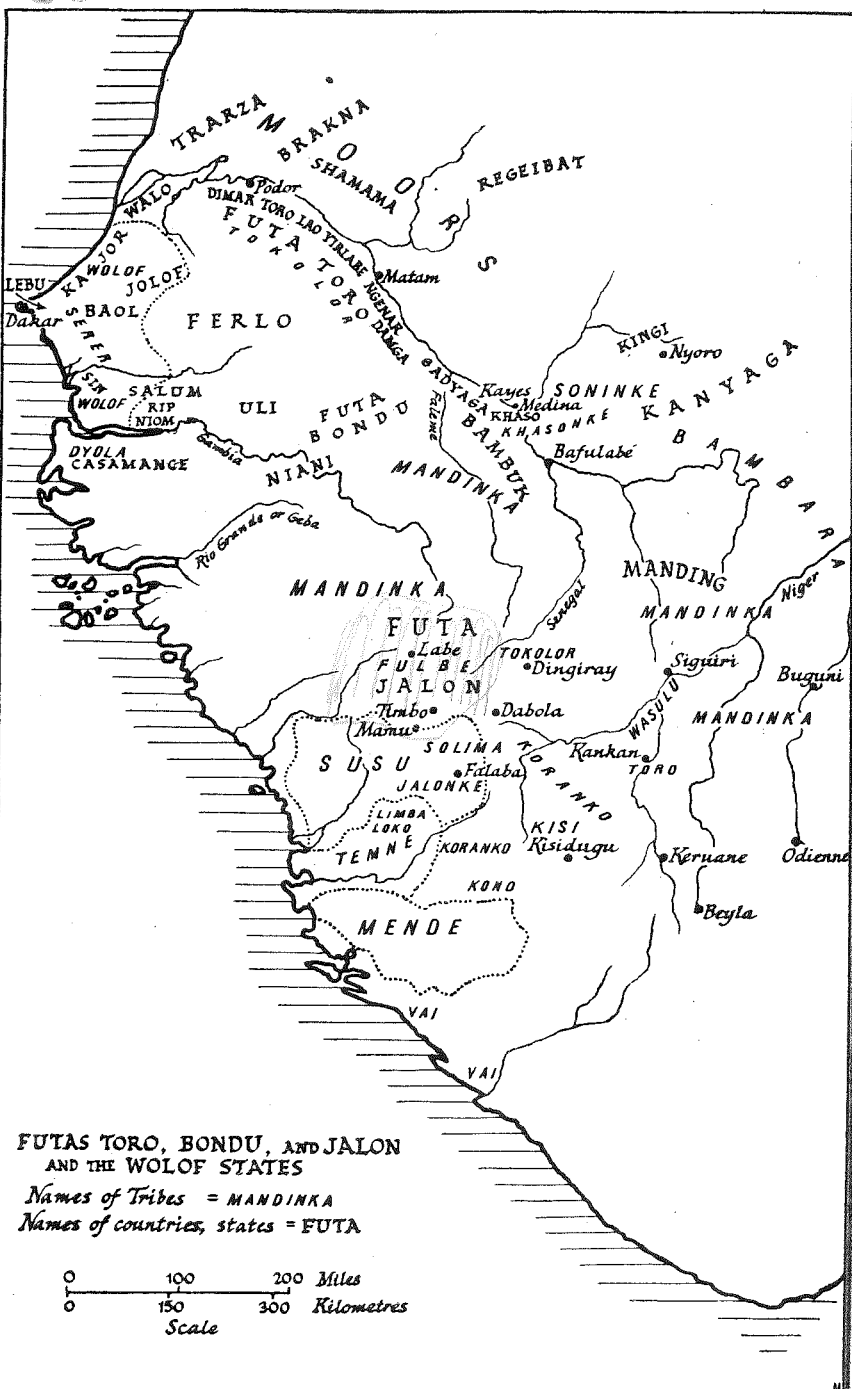 TRARZA
BRAKNA
MOORS
SHAMAMA
REGEIBAT
WALO
Podor
DIMAR TORO LAO YIRLABE NGENAR
FUTA TORO
TOKOLOR
DANGA
Matam
KAJOR
WOLOF
JOLOF
LEBU
Dakar
BAOL
SERER
FERLO
KINGI
Nyoro
GADYAGA
Kayes
SONINKE
KANYAGA
Medina
KHASO
KHASONKE
SIN
WOLOF
SALUM
RIP
NIOM
ULI
FUTA
BONDU
Faleme
BAMBUK
Bafulabé
BAMBARA
DYOLA
CASAMANGE
Gambia
NIANI
MANDINKA
Rio Grande or Geba
MANDINKA
MANDING
MANDINKA
Niger
Senegal
FUTA
Labe
FULBE
JALON
TOKOLOR
Dingiray
Siguiri
Buguni
Timbo
Mamu
Dabola
WASULU
MANDINKA
SUSU
SOLIMA
Falaba
JALONKE
KORANKO
Kankan
TORO
LIMBA
LOKO
TEMNE
KORANKO
KISI
Kisidugu
Keruane
Odienne
KONO
Beyla
MENDE
VAI
VAI
FUTAS TORO, BONDU, AND JALON
AND THE WOLOF STATES
Names of Tribes = MANDINKA
Names of countries, states = FUTA
0 100 200 Miles
0 150 300 Kilometres
Scale